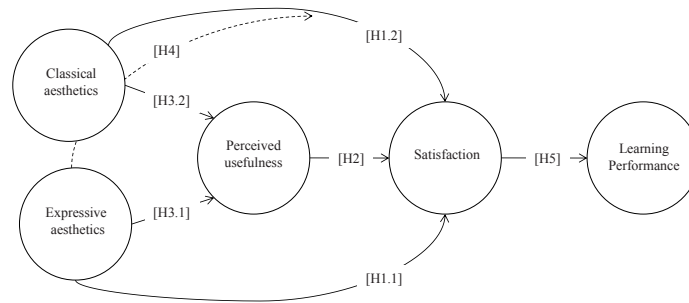 [H1.2]
[H4]
Classical
aesthetics
[H3.2]
Perceived
usefulness
[H2]
Satisfaction
[H5]
Learning
Performance
Expressive
aesthetics
[H3.1]
[H1.1]